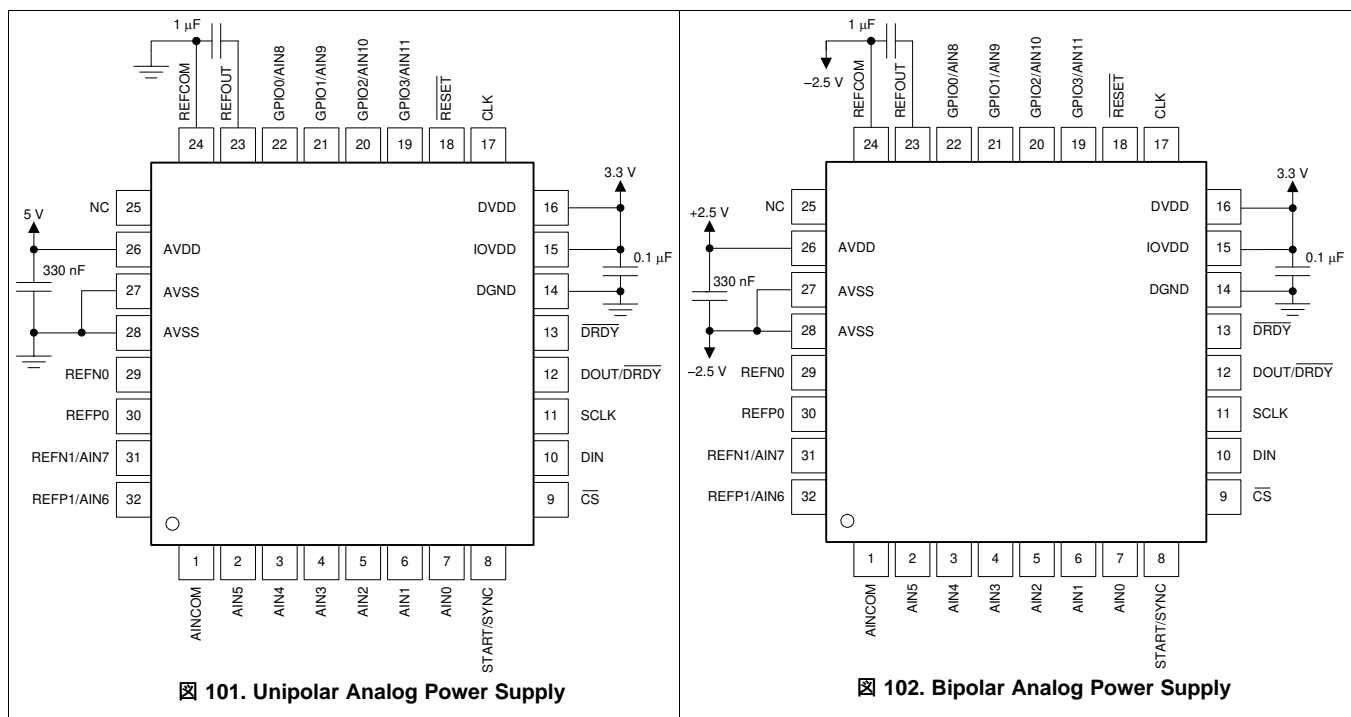 1 μF
REFCOM
REFOUT
GPIO0/AIN8
GPIO1/AIN9
GPIO2/AIN10
GPIO3/AIN11
RESET
CLK
24 23 22 21 20 19 18 17
5 V
330 nF
NC 25
26 AVDD
27 AVSS
28 AVSS
REFN0 29
REFP0 30
REFN1/AIN7 31
REFP1/AIN6 32
3.3 V
0.1 μF
DVDD 16
IOVDD 15
DGND 14
13 DRDY
12 DOUT/DRDY
11 SCLK
10 DIN
9 CS
1 2 3 4 5 6 7 8
AINCOM
AIN5
AIN4
AIN3
AIN2
AIN1
AIN0
START/SYNC
図 101. Unipolar Analog Power Supply
1 μF
–2.5 V
REFCOM
REFOUT
GPIO0/AIN8
GPIO1/AIN9
GPIO2/AIN10
GPIO3/AIN11
RESET
CLK
24 23 22 21 20 19 18 17
+2.5 V
330 nF
–2.5 V
NC 25
26 AVDD
27 AVSS
28 AVSS
REFN0 29
REFP0 30
REFN1/AIN7 31
REFP1/AIN6 32
3.3 V
0.1 μF
DVDD 16
IOVDD 15
DGND 14
13 DRDY
12 DOUT/DRDY
11 SCLK
10 DIN
9 CS
1 2 3 4 5 6 7 8
AINCOM
AIN5
AIN4
AIN3
AIN2
AIN1
AIN0
START/SYNC
図 102. Bipolar Analog Power Supply